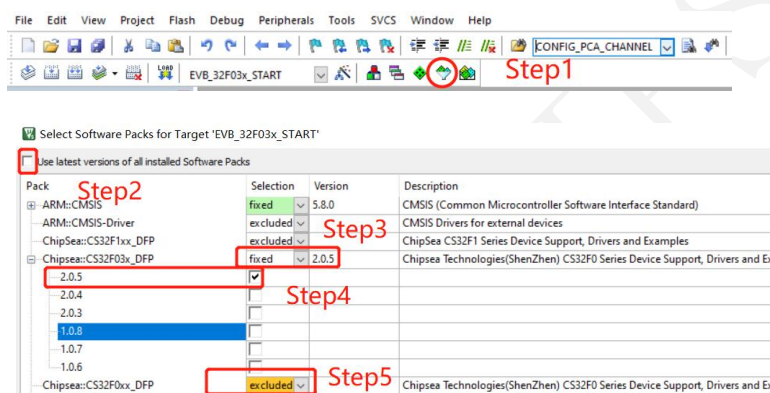 File Edit View Project Flash Debug Peripherals Tools SVCS Window Help
CONFIG_PCA_CHANNEL
LOAD EVB_32F03x_START Step1
Select Software Packs for Target 'EVB_32F03x_START'
Use latest versions of all installed Software Packs
Pack Selection Version Description
Step2
ARM::CMSIS fixed 5.8.0 CMSIS (Common Microcontroller Software Interface Standard)
ARM::CMSIS-Driver excluded CMSIS Drivers for external devices
Step3
ChipSea::CS32F1xx_DFP excluded ChipSea CS32F1 Series Device Support, Drivers and Examples
Chipsea::CS32F03x_DFP fixed 2.0.5 Chipsea Technologies(ShenZhen) CS32F0 Series Device Support, Drivers and Ex
2.0.5
2.0.4 Step4
2.0.3
1.0.8
1.0.7
1.0.6
Chipsea::CS32F0xx_DFP excluded Step5 Chipsea Technologies(ShenZhen) CS32F0 Series Device Support, Drivers and Ex